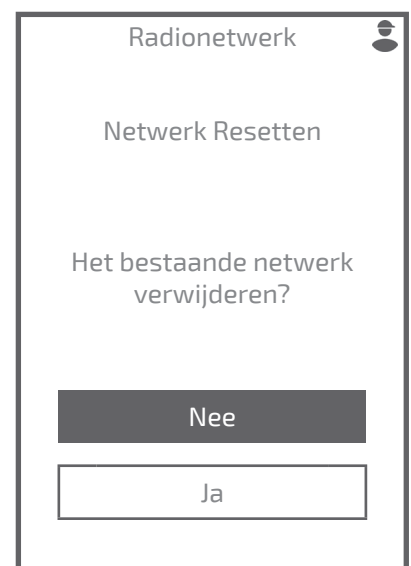 Radionetwerk
Netwerk Resetten
Het bestaande netwerk
verwijderen?
Nee
Ja